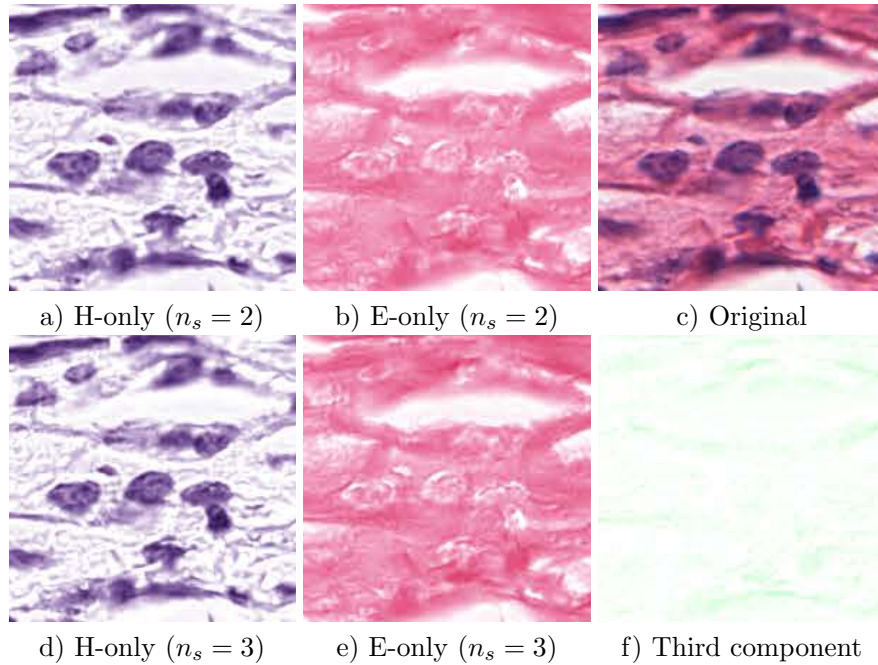 a) H-only (n_s = 2) b) E-only (n_s = 2) c) Original
d) H-only (n_s = 3) e) E-only (n_s = 3) f) Third component